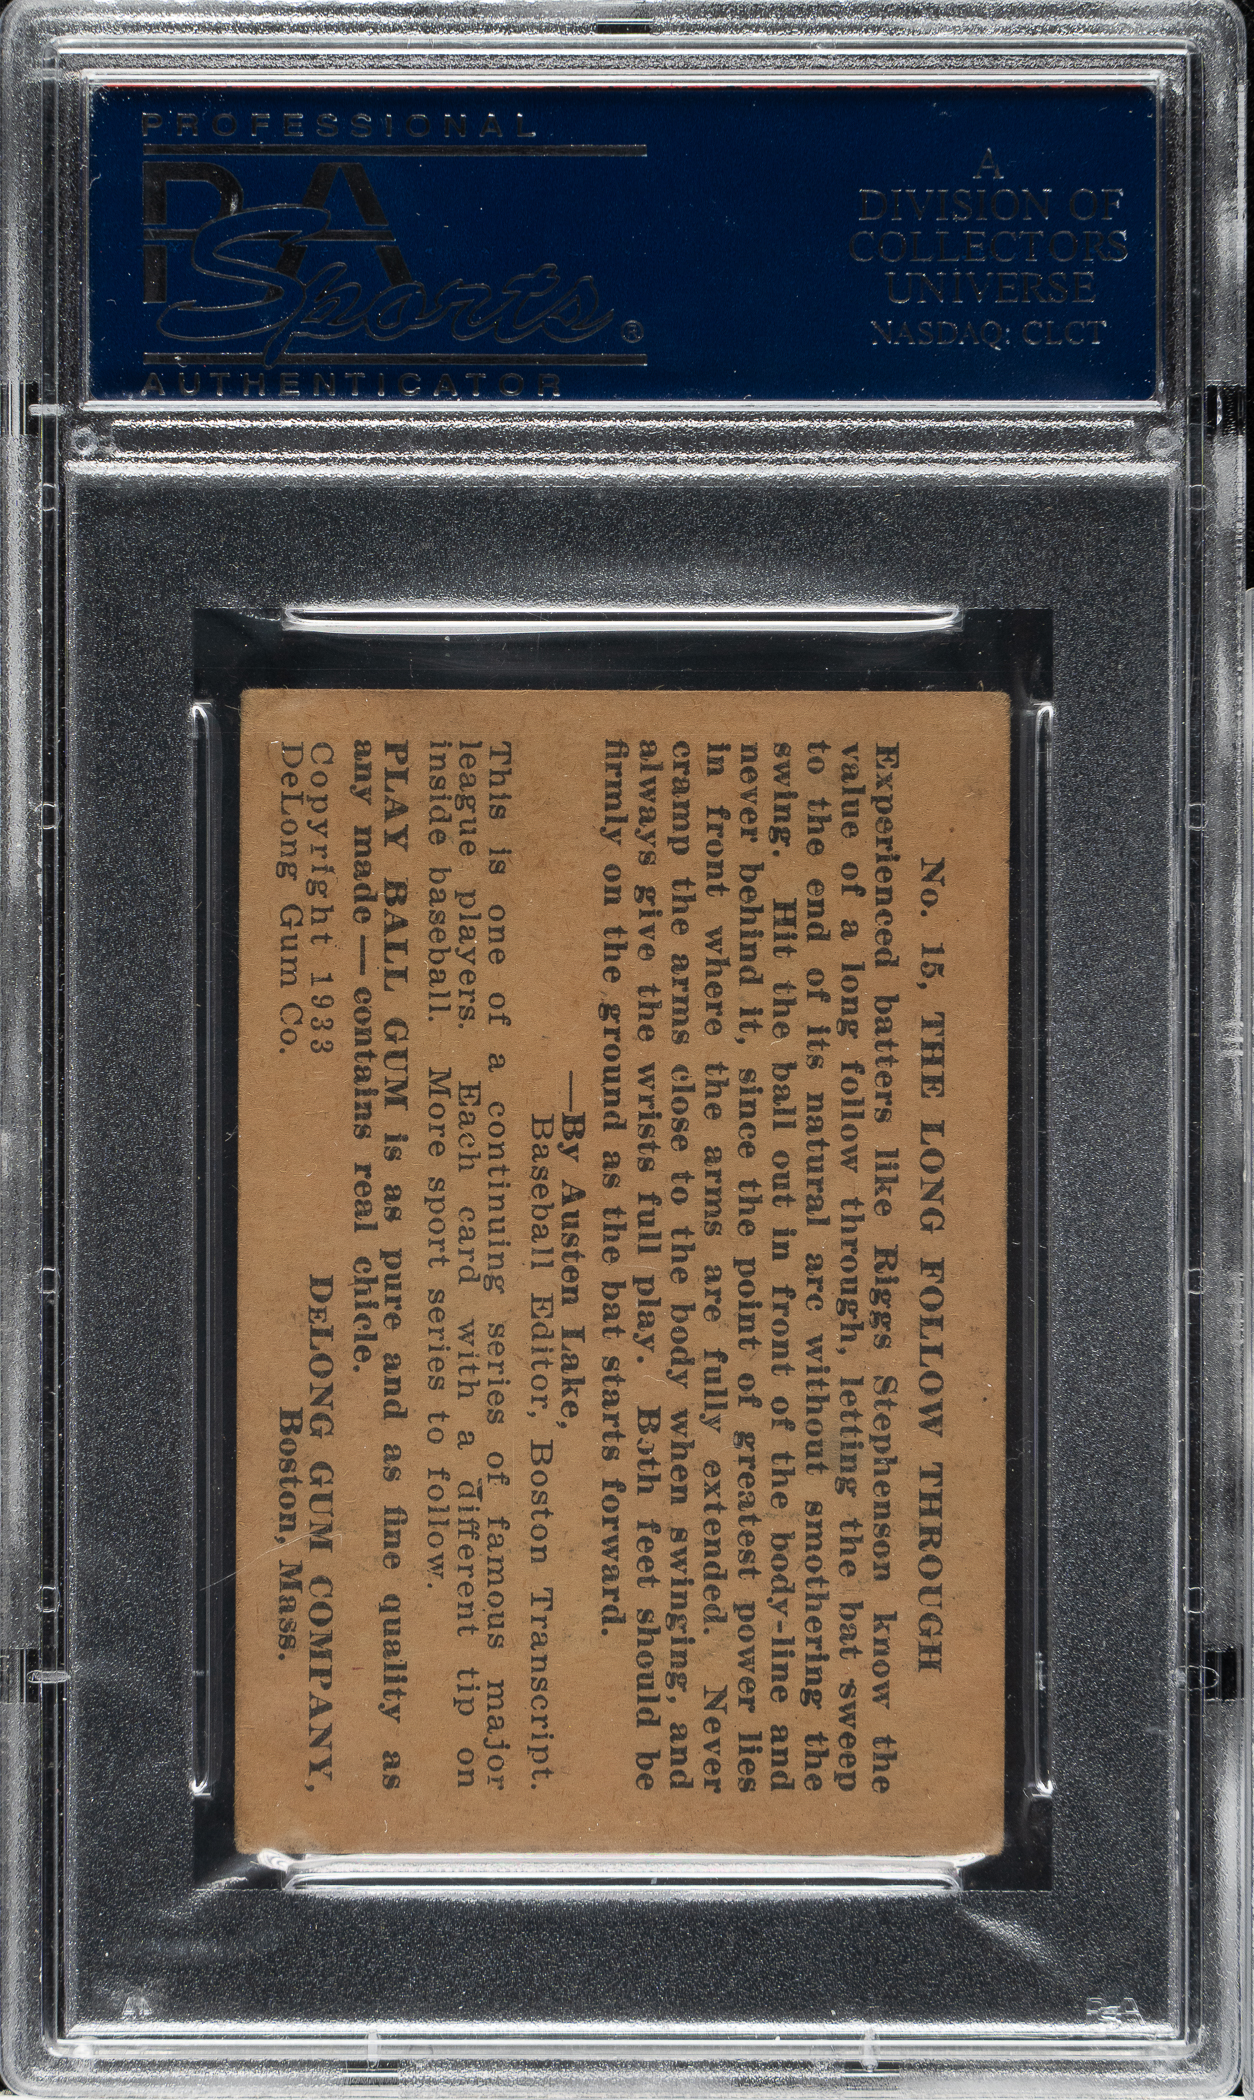 PROFESSIONAL
PSA
Sports®
AUTHENTICATOR
A
DIVISION OF
COLLECTORS
UNIVERSE
NASDAQ: CLCT
No. 15, THE LONG FOLLOW THROUGH
Experienced batters like Riggs Stephenson know the
value of a long follow through, letting the bat sweep
to the end of its natural arc without smothering the
swing. Hit the ball out in front of the body-line and
never behind it, since the point of greatest power lies
in front where the arms are fully extended. Never
cramp the arms close to the body when swinging, and
always give the wrists full play. Both feet should be
firmly on the ground as the bat starts forward.
—By Austen Lake,
Baseball Editor, Boston Transcript.
This is one of a continuing series of famous major
league players. Each card with a different tip on
inside baseball. More sport series to follow.
PLAY BALL GUM is as pure and as fine quality as
any made—contains real chicle.
Copyright 1933 DELONG GUM COMPANY,
DeLong Gum Co. Boston, Mass.
PSA